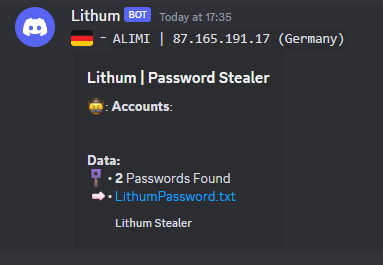 Lithum BOT Today at 17:35
- ALIMI | 87.165.191.17 (Germany)
Lithum | Password Stealer
: Accounts:
Data:
• 2 Passwords Found
• LithumPassword.txt
Lithum Stealer